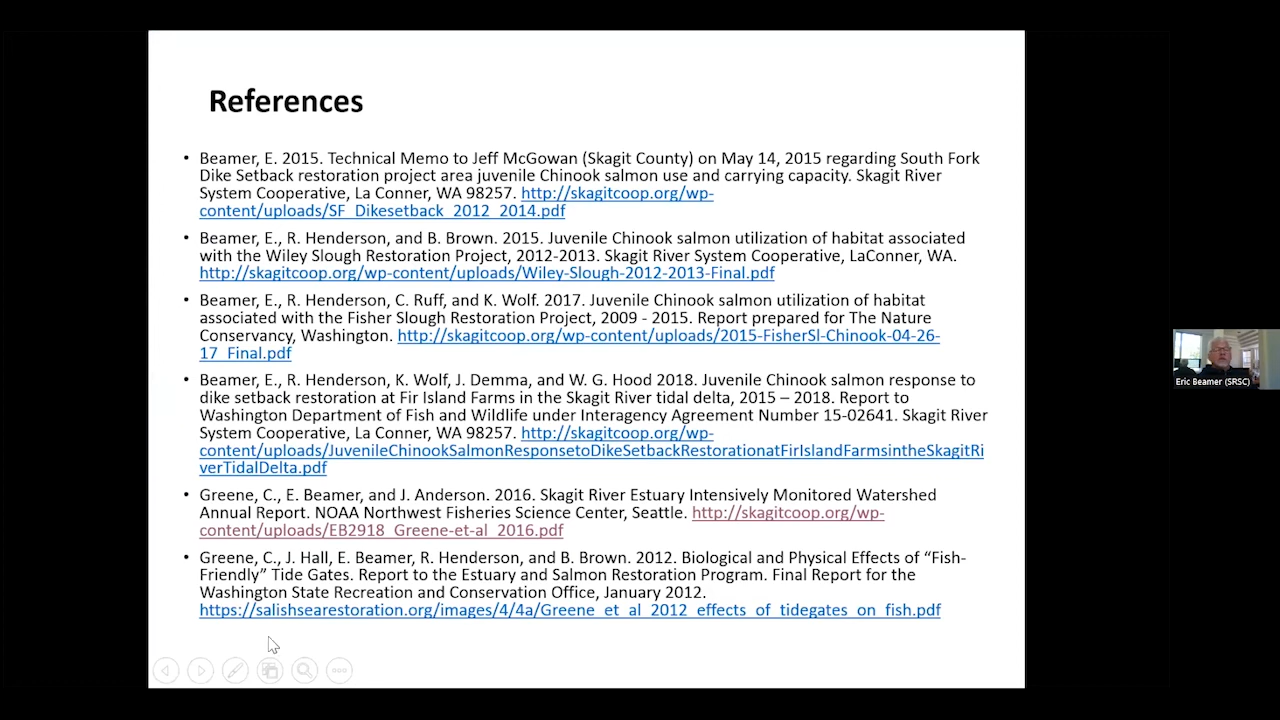 References
• Beamer, E. 2015. Technical Memo to Jeff McGowan (Skagit County) on May 14, 2015 regarding South Fork
Dike Setback restoration project area juvenile Chinook salmon use and carrying capacity. Skagit River
System Cooperative, La Conner, WA 98257. http://skagitcoop.org/wp-
content/uploads/SF_Dikesetback_2012_2014.pdf
• Beamer, E., R. Henderson, and B. Brown. 2015. Juvenile Chinook salmon utilization of habitat associated
with the Wiley Slough Restoration Project, 2012-2013. Skagit River System Cooperative, LaConner, WA.
http://skagitcoop.org/wp-content/uploads/Wiley-Slough-2012-2013-Final.pdf
• Beamer, E., R. Henderson, C. Ruff, and K. Wolf. 2017. Juvenile Chinook salmon utilization of habitat
associated with the Fisher Slough Restoration Project, 2009 - 2015. Report prepared for The Nature
Conservancy, Washington. http://skagitcoop.org/wp-content/uploads/2015-FisherSl-Chinook-04-26-
17_Final.pdf
• Beamer, E., R. Henderson, K. Wolf, J. Demma, and W. G. Hood 2018. Juvenile Chinook salmon response to
dike setback restoration at Fir Island Farms in the Skagit River tidal delta, 2015 – 2018. Report to
Washington Department of Fish and Wildlife under Interagency Agreement Number 15-02641. Skagit River
System Cooperative, La Conner, WA 98257. http://skagitcoop.org/wp-
content/uploads/JuvenileChinookSalmonResponsetoDikeSetbackRestorationatFirIslandFarmsintheSkagitRi
verTidalDelta.pdf
• Greene, C., E. Beamer, and J. Anderson. 2016. Skagit River Estuary Intensively Monitored Watershed
Annual Report. NOAA Northwest Fisheries Science Center, Seattle. http://skagitcoop.org/wp-
content/uploads/EB2918_Greene-et-al_2016.pdf
• Greene, C., J. Hall, E. Beamer, R. Henderson, and B. Brown. 2012. Biological and Physical Effects of “Fish-
Friendly” Tide Gates. Report to the Estuary and Salmon Restoration Program. Final Report for the
Washington State Recreation and Conservation Office, January 2012.
https://salishsearestoration.org/images/4/4a/Greene_et_al_2012_effects_of_tidegates_on_fish.pdf
Eric Beamer (SRSC)